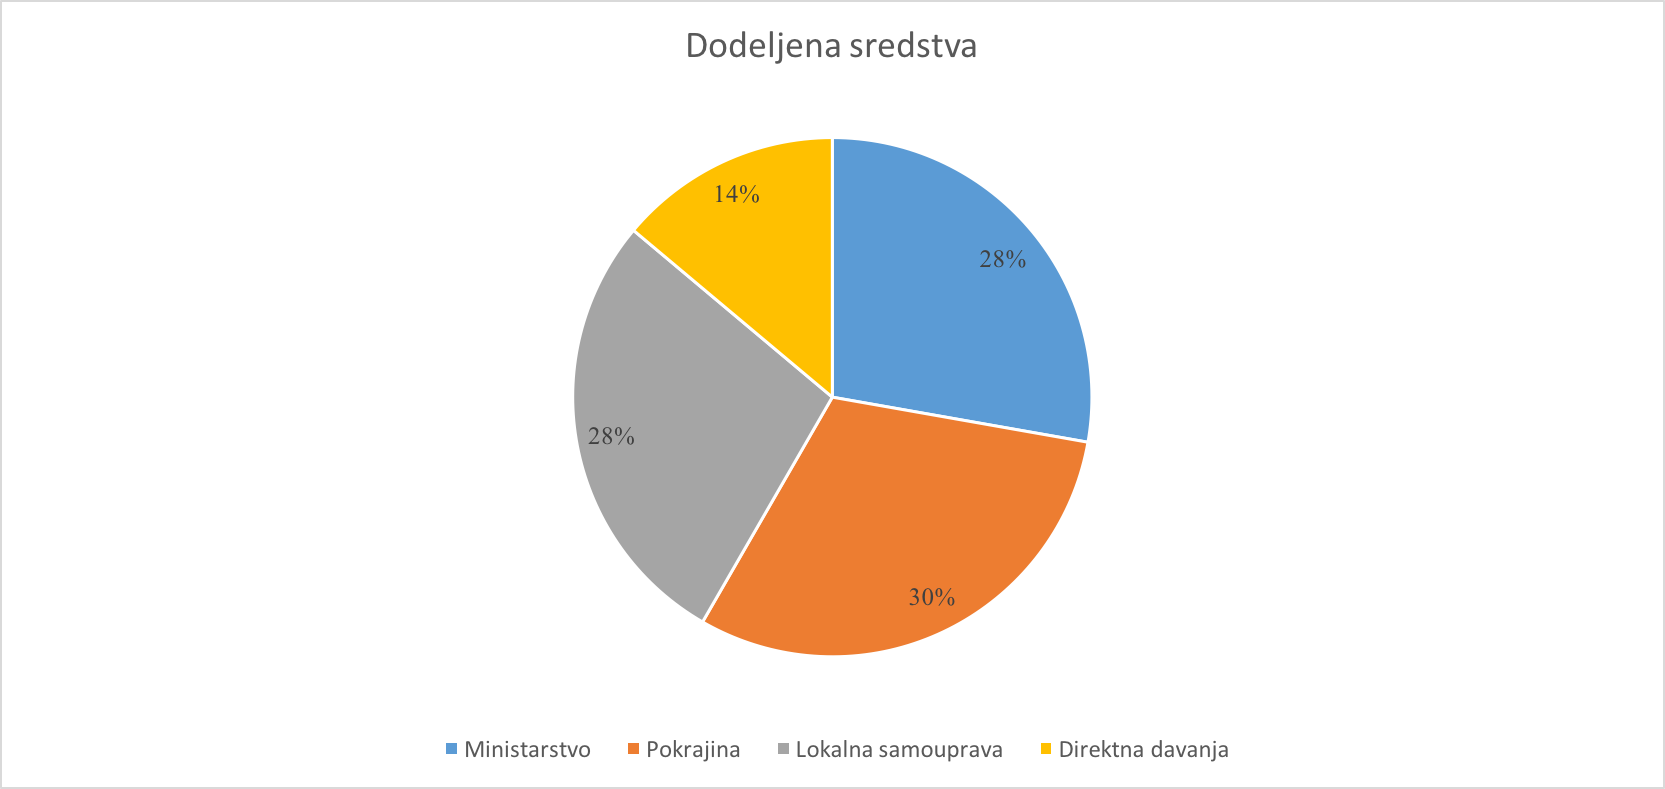 Dodeljena sredstva
14%
28%
28%
30%
Ministarstvo Pokrajina Lokalna samouprava Direktna davanja